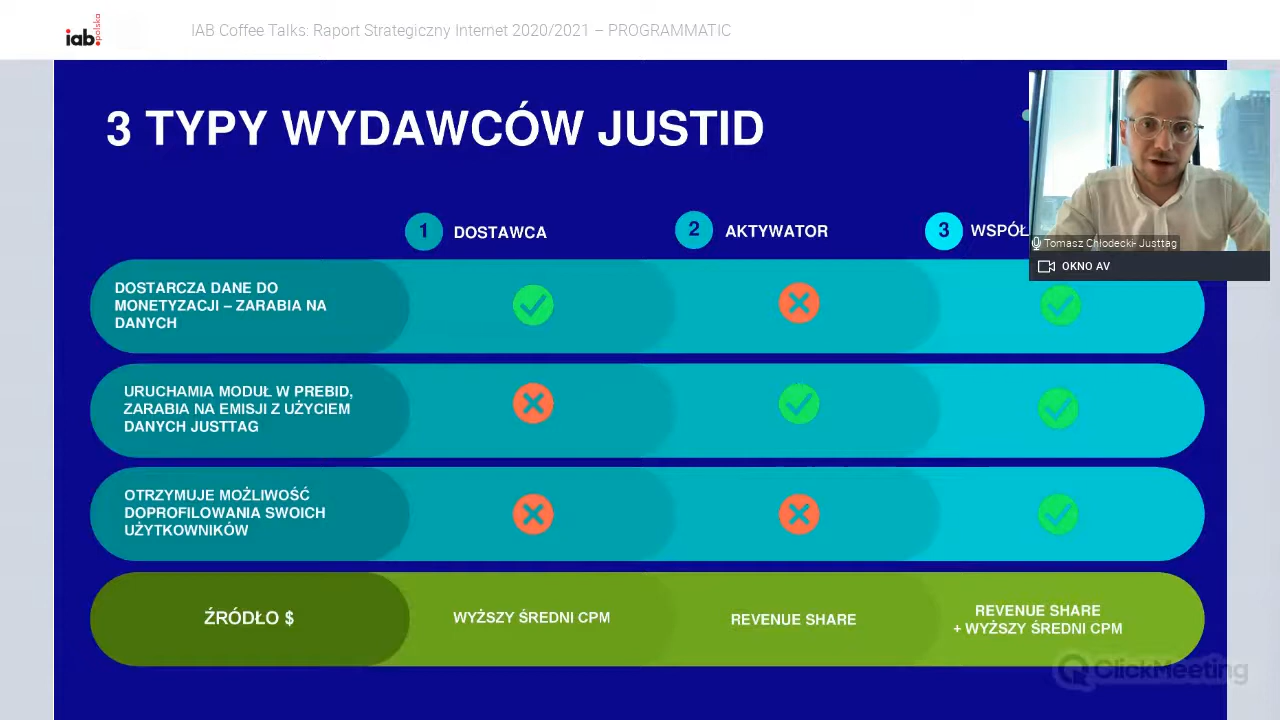 iab.
polska
IAB Coffee Talks: Raport Strategiczny Internet 2020/2021 – PROGRAMMATIC
3 TYPY WYDAWCÓW JUSTID
1 DOSTAWCA
2 AKTYWATOR
3 WSPÓŁ
Tomasz Chłodecki- Justtag
OKNO AV
DOSTARCZA DANE DO
MONETYZACJI – ZARABIA NA
DANYCH
URUCHAMIA MODUŁ W PREBID,
ZARABIA NA EMISJI Z UŻYCIEM
DANYCH JUSTTAG
OTRZYMUJE MOŻLIWOŚĆ
DOPROFILOWANIA SWOICH
UŻYTKOWNIKÓW
ŹRÓDŁO $
WYŻSZY ŚREDNI CPM
REVENUE SHARE
REVENUE SHARE
+ WYŻSZY ŚREDNI CPM
ClickMeeting